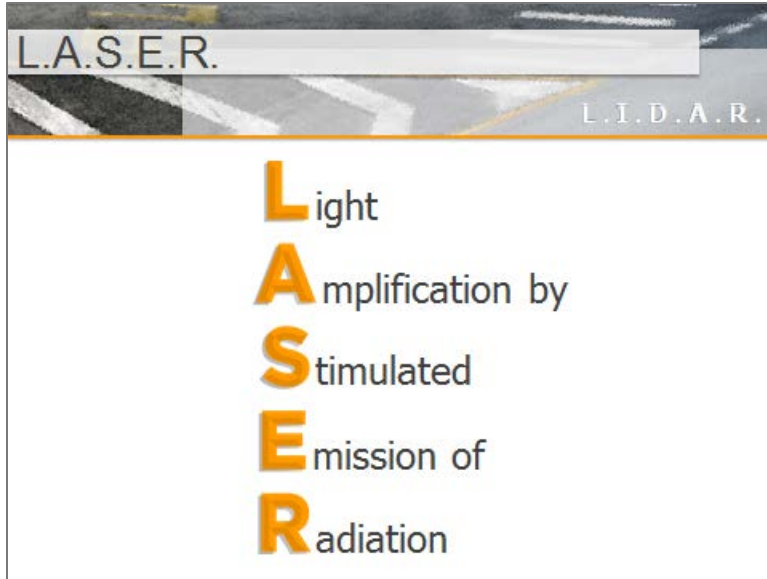 L.A.S.E.R.
L.I.D.A.R.
Light
Amplification by
Stimulated
Emission of
Radiation